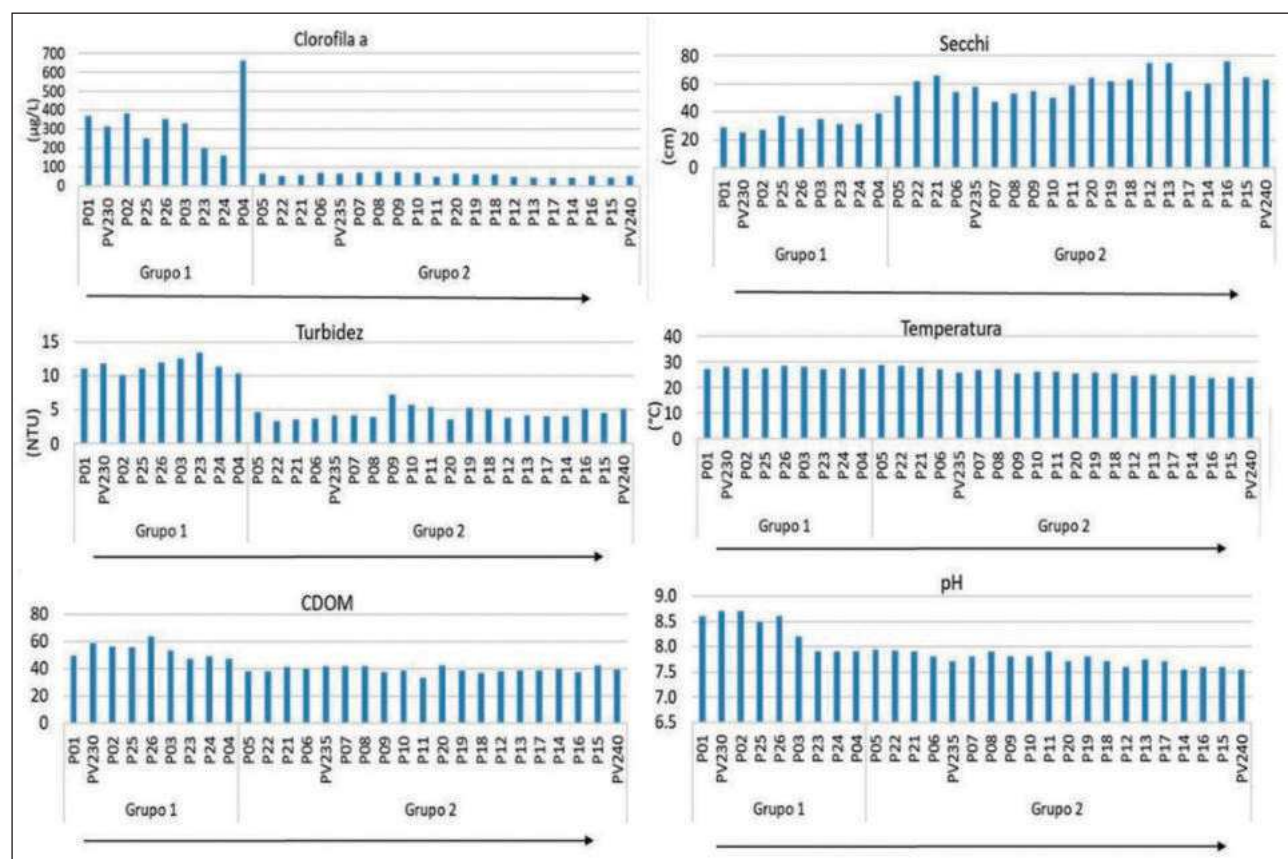 Clorofila a
700
600
500
400
300
200
100
0
(µg/L)
P01 PV230 P02 P25 P26 P03 P23 P24 P04 P05 P22 P21 P06 PV235 P07 P08 P09 P10 P11 P20 P19 P18 P12 P13 P17 P14 P16 P15 PV240
Grupo 1 Grupo 2
Secchi
80
60
40
20
0
(cm)
P01 PV230 P02 P25 P26 P03 P23 P24 P04 P05 P22 P21 P06 PV235 P07 P08 P09 P10 P11 P20 P19 P18 P12 P13 P17 P14 P16 P15 PV240
Grupo 1 Grupo 2
Turbidez
15
10
5
0
(NTU)
P01 PV230 P02 P25 P26 P03 P23 P24 P04 P05 P22 P21 P06 PV235 P07 P08 P09 P10 P11 P20 P19 P18 P12 P13 P17 P14 P16 P15 PV240
Grupo 1 Grupo 2
Temperatura
40
30
20
10
0
(°C)
P01 PV230 P02 P25 P26 P03 P23 P24 P04 P05 P22 P21 P06 PV235 P07 P08 P09 P10 P11 P20 P19 P18 P12 P13 P17 P14 P16 P15 PV240
Grupo 1 Grupo 2
CDOM
80
60
40
20
0
P01 PV230 P02 P25 P26 P03 P23 P24 P04 P05 P22 P21 P06 PV235 P07 P08 P09 P10 P11 P20 P19 P18 P12 P13 P17 P14 P16 P15 PV240
Grupo 1 Grupo 2
pH
9.0
8.5
8.0
7.5
7.0
6.5
P01 PV230 P02 P25 P26 P03 P23 P24 P04 P05 P22 P21 P06 PV235 P07 P08 P09 P10 P11 P20 P19 P18 P12 P13 P17 P14 P16 P15 PV240
Grupo 1 Grupo 2